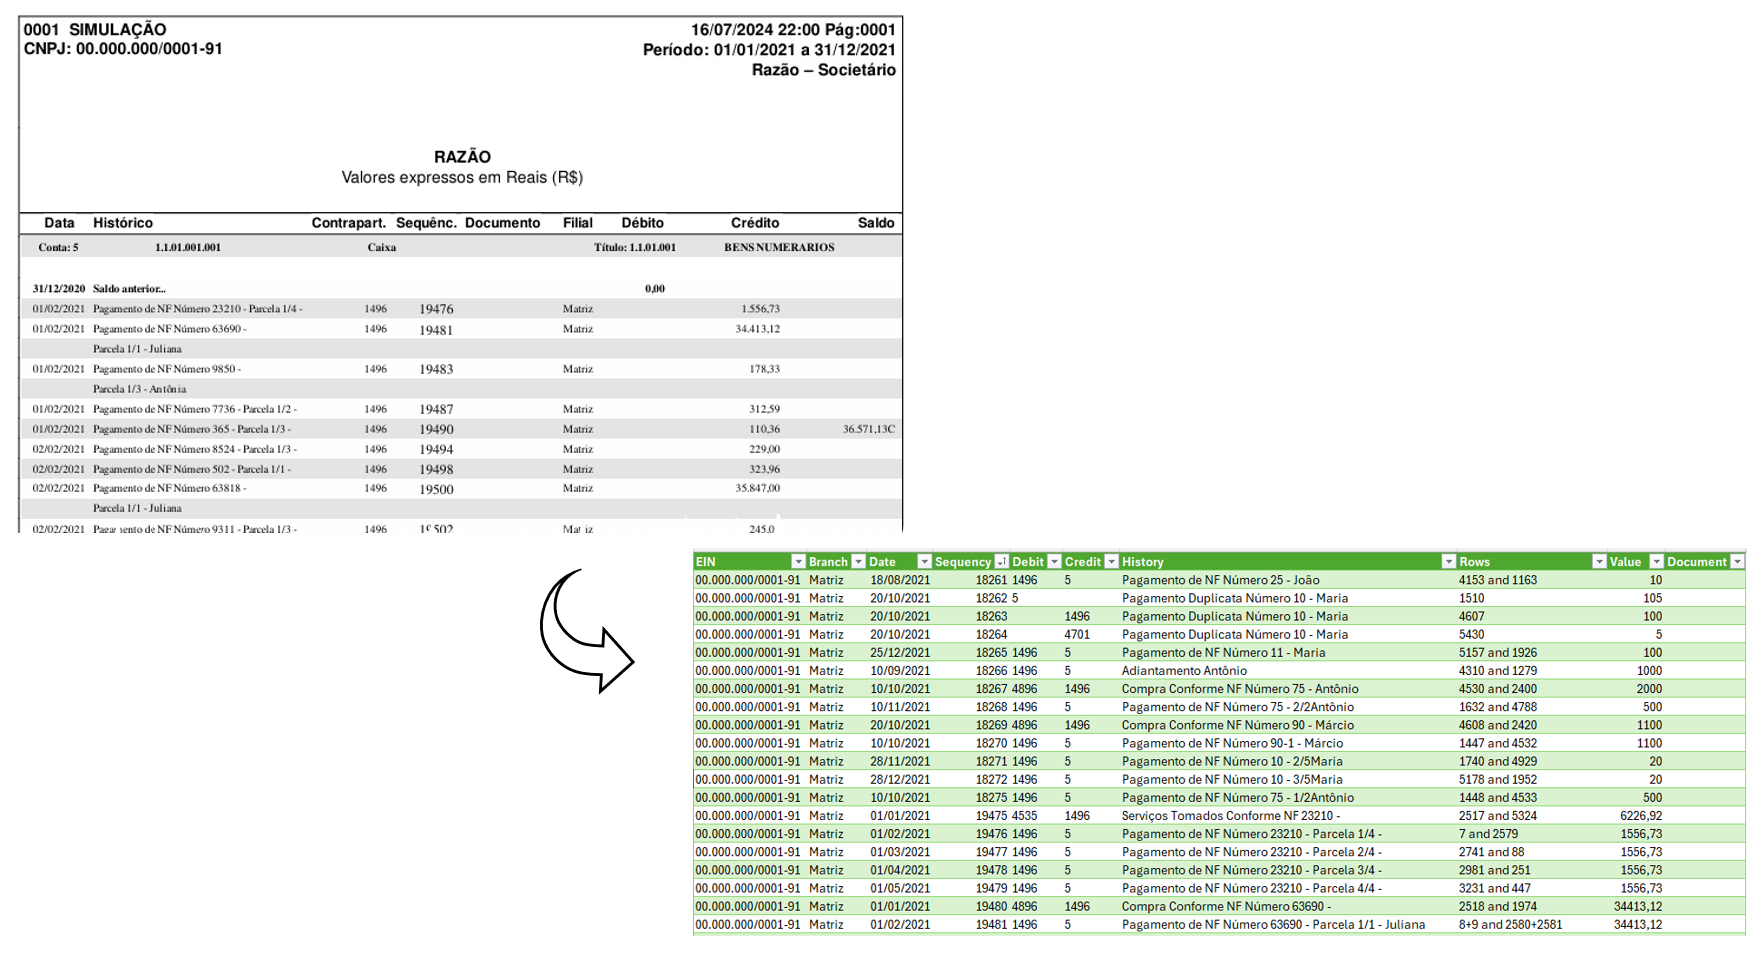 0001 SIMULAÇÃO 16/07/2024 22:00 Pág:0001
CNPJ: 00.000.000/0001-91 Período: 01/01/2021 a 31/12/2021
Razão – Societário
RAZÃO
Valores expressos em Reais (R$)
Data Histórico Contrapart. Sequênc. Documento Filial Débito Crédito Saldo
Conta: 5 1.1.01.001.001 Caixa Título: 1.1.01.001 BENS NUMERARIOS
31/12/2020 Saldo anterior... 0,00
01/02/2021 Pagamento de NF Número 23210 - Parcela 1/4 - 1496 19476 Matriz 1.556,73
01/02/2021 Pagamento de NF Número 63690 - 1496 19481 Matriz 34.413,12
Parcela 1/1 - Juliana
01/02/2021 Pagamento de NF Número 9850 - 1496 19483 Matriz 178,33
Parcela 1/3 - Antônia
01/02/2021 Pagamento de NF Número 7736 - Parcela 1/2 - 1496 19487 Matriz 312,59
01/02/2021 Pagamento de NF Número 365 - Parcela 1/3 - 1496 19490 Matriz 110,36 36.571,13C
02/02/2021 Pagamento de NF Número 8524 - Parcela 1/3 - 1496 19494 Matriz 229,00
02/02/2021 Pagamento de NF Número 502 - Parcela 1/1 - 1496 19498 Matriz 323,96
02/02/2021 Pagamento de NF Número 63818 - 1496 19500 Matriz 35.847,00
Parcela 1/1 - Juliana
02/02/2021 Pagamento de NF Número 9311 - Parcela 1/3 - 1496 19502 Matriz 245,0
EIN Branch Date Sequency Debit Credit History Rows Value Document
00.000.000/0001-91 Matriz 18/08/2021 18261 1496 5 Pagamento de NF Número 25 - João 4153 and 1163 10
00.000.000/0001-91 Matriz 20/10/2021 18262 5 Pagamento Duplicata Número 10 - Maria 1510 105
00.000.000/0001-91 Matriz 20/10/2021 18263 1496 Pagamento Duplicata Número 10 - Maria 4607 100
00.000.000/0001-91 Matriz 20/10/2021 18264 4701 Pagamento Duplicata Número 10 - Maria 5430 5
00.000.000/0001-91 Matriz 25/12/2021 18265 1496 5 Pagamento de NF Número 11 - Maria 5157 and 1926 100
00.000.000/0001-91 Matriz 10/09/2021 18266 1496 5 Adiantamento Antônio 4310 and 1279 1000
00.000.000/0001-91 Matriz 10/10/2021 18267 4896 1496 Compra Conforme NF Número 75 - Antônio 4530 and 2400 2000
00.000.000/0001-91 Matriz 10/11/2021 18268 1496 5 Pagamento de NF Número 75 - 2/2Antônio 1632 and 4788 500
00.000.000/0001-91 Matriz 20/10/2021 18269 4896 1496 Compra Conforme NF Número 90 - Márcio 4608 and 2420 1100
00.000.000/0001-91 Matriz 10/10/2021 18270 1496 5 Pagamento de NF Número 90-1 - Márcio 1447 and 4532 1100
00.000.000/0001-91 Matriz 28/11/2021 18271 1496 5 Pagamento de NF Número 10 - 2/5Maria 1740 and 4929 20
00.000.000/0001-91 Matriz 28/12/2021 18272 1496 5 Pagamento de NF Número 10 - 3/5Maria 5178 and 1952 20
00.000.000/0001-91 Matriz 10/10/2021 18275 1496 5 Pagamento de NF Número 75 - 1/2Antônio 1448 and 4533 500
00.000.000/0001-91 Matriz 01/01/2021 19475 4535 1496 Serviços Tomados Conforme NF 23210 - 2517 and 5324 6226,92
00.000.000/0001-91 Matriz 01/02/2021 19476 1496 5 Pagamento de NF Número 23210 - Parcela 1/4 - 7 and 2579 1556,73
00.000.000/0001-91 Matriz 01/03/2021 19477 1496 5 Pagamento de NF Número 23210 - Parcela 2/4 - 2741 and 88 1556,73
00.000.000/0001-91 Matriz 01/04/2021 19478 1496 5 Pagamento de NF Número 23210 - Parcela 3/4 - 2981 and 251 1556,73
00.000.000/0001-91 Matriz 01/05/2021 19479 1496 5 Pagamento de NF Número 23210 - Parcela 4/4 - 3231 and 447 1556,73
00.000.000/0001-91 Matriz 01/01/2021 19480 4896 1496 Compra Conforme NF Número 63690 - 2518 and 1974 34413,12
00.000.000/0001-91 Matriz 01/02/2021 19481 1496 5 Pagamento de NF Número 63690 - Parcela 1/1 - Juliana 8+9 and 2580+2581 34413,12